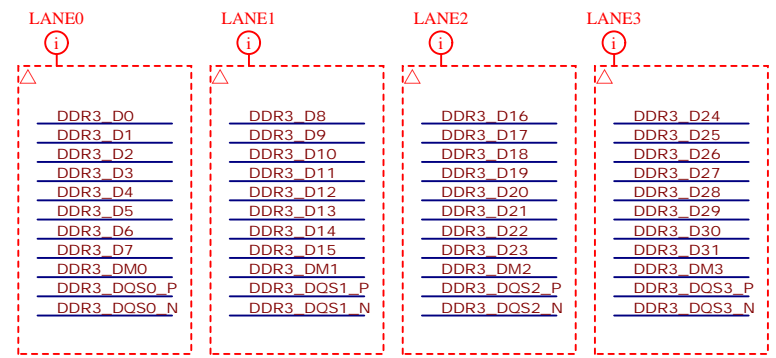 LANE0 LANE1 LANE2 LANE3
i i i i
DDR3_D0 DDR3_D8 DDR3_D16 DDR3_D24
DDR3_D1 DDR3_D9 DDR3_D17 DDR3_D25
DDR3_D2 DDR3_D10 DDR3_D18 DDR3_D26
DDR3_D3 DDR3_D11 DDR3_D19 DDR3_D27
DDR3_D4 DDR3_D12 DDR3_D20 DDR3_D28
DDR3_D5 DDR3_D13 DDR3_D21 DDR3_D29
DDR3_D6 DDR3_D14 DDR3_D22 DDR3_D30
DDR3_D7 DDR3_D15 DDR3_D23 DDR3_D31
DDR3_DM0 DDR3_DM1 DDR3_DM2 DDR3_DM3
DDR3_DQS0_P DDR3_DQS1_P DDR3_DQS2_P DDR3_DQS3_P
DDR3_DQS0_N DDR3_DQS1_N DDR3_DQS2_N DDR3_DQS3_N